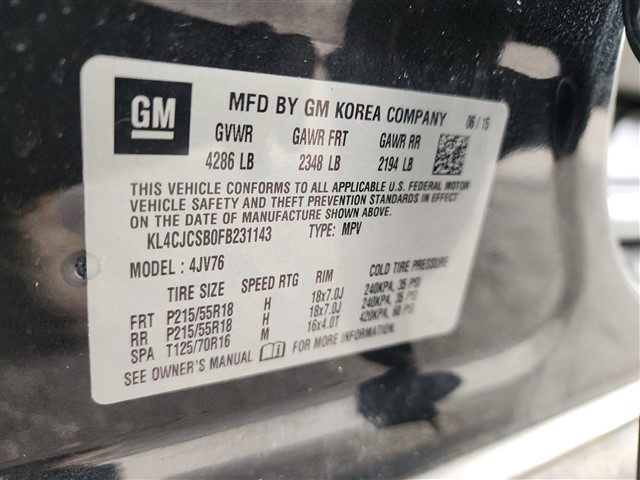 GM MFD BY GM KOREA COMPANY 06 / 15
GVWR GAWR FRT GAWR RR
4286 LB 2348 LB 2194 LB
THIS VEHICLE CONFORMS TO ALL APPLICABLE U.S. FEDERAL MOTOR
VEHICLE SAFETY AND THEFT PREVENTION STANDARDS IN EFFECT
ON THE DATE OF MANUFACTURE SHOWN ABOVE.
KL4CJCSB0FB231143 TYPE: MPV
MODEL : 4JV76
TIRE SIZE SPEED RTG RIM COLD TIRE PRESSURE
FRT P215/55R18 H 18x7.0J 240KPA, 35 PSI
RR P215/55R18 H 18x7.0J 240KPA, 35 PSI
SPA T125/70R16 M 16x4.0T 420KPA, 60 PSI
SEE OWNER'S MANUAL FOR MORE INFORMATION